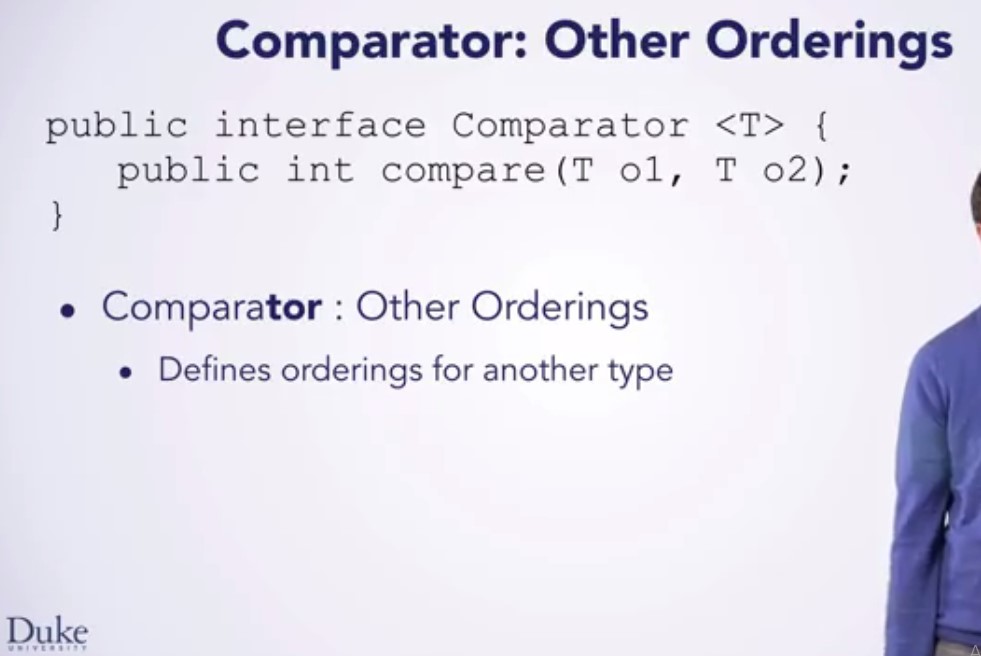 Comparator: Other Orderings
public interface Comparator <T> {
public int compare(T o1, T o2);
}
• Comparator : Other Orderings
• Defines orderings for another type
Duke
UNIVERSITY